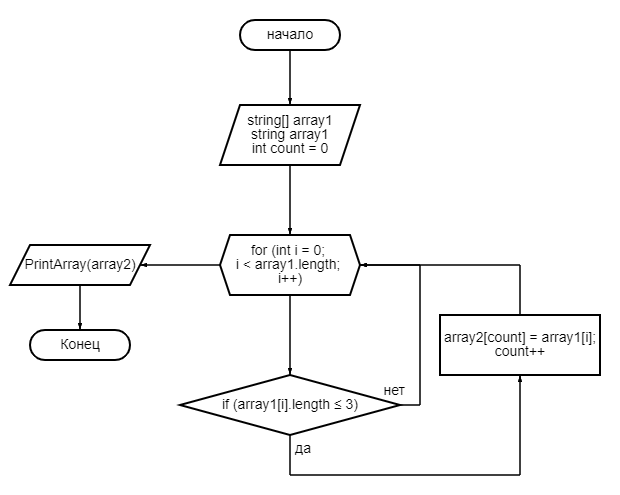 начало
string[] array1
string array1
int count = 0
for (int i = 0;
i < array1.length;
i++)
PrintArray(array2)
Конец
if (array1[i].length ≤ 3)
нет
да
array2[count] = array1[i];
count++